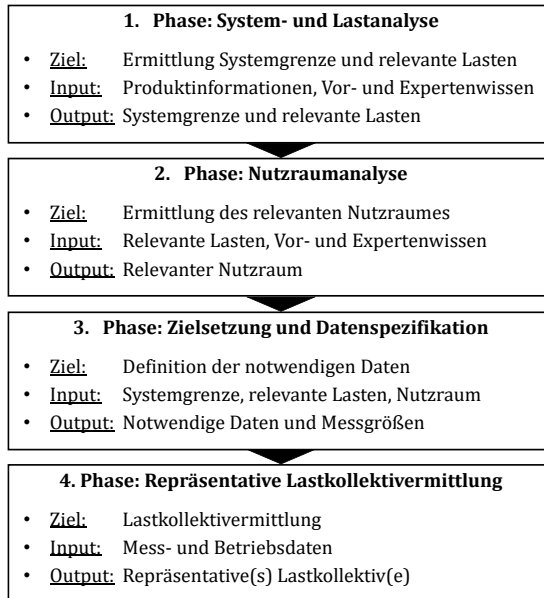 1. Phase: System- und Lastanalyse
• Ziel: Ermittlung Systemgrenze und relevante Lasten
• Input: Produktinformationen, Vor- und Expertenwissen
• Output: Systemgrenze und relevante Lasten
2. Phase: Nutzraumanalyse
• Ziel: Ermittlung des relevanten Nutzraumes
• Input: Relevante Lasten, Vor- und Expertenwissen
• Output: Relevanter Nutzraum
3. Phase: Zielsetzung und Datenspezifikation
• Ziel: Definition der notwendigen Daten
• Input: Systemgrenze, relevante Lasten, Nutzraum
• Output: Notwendige Daten und Messgrößen
4. Phase: Repräsentative Lastkollektivermittlung
• Ziel: Lastkollektivermittlung
• Input: Mess- und Betriebsdaten
• Output: Repräsentative(s) Lastkollektiv(e)